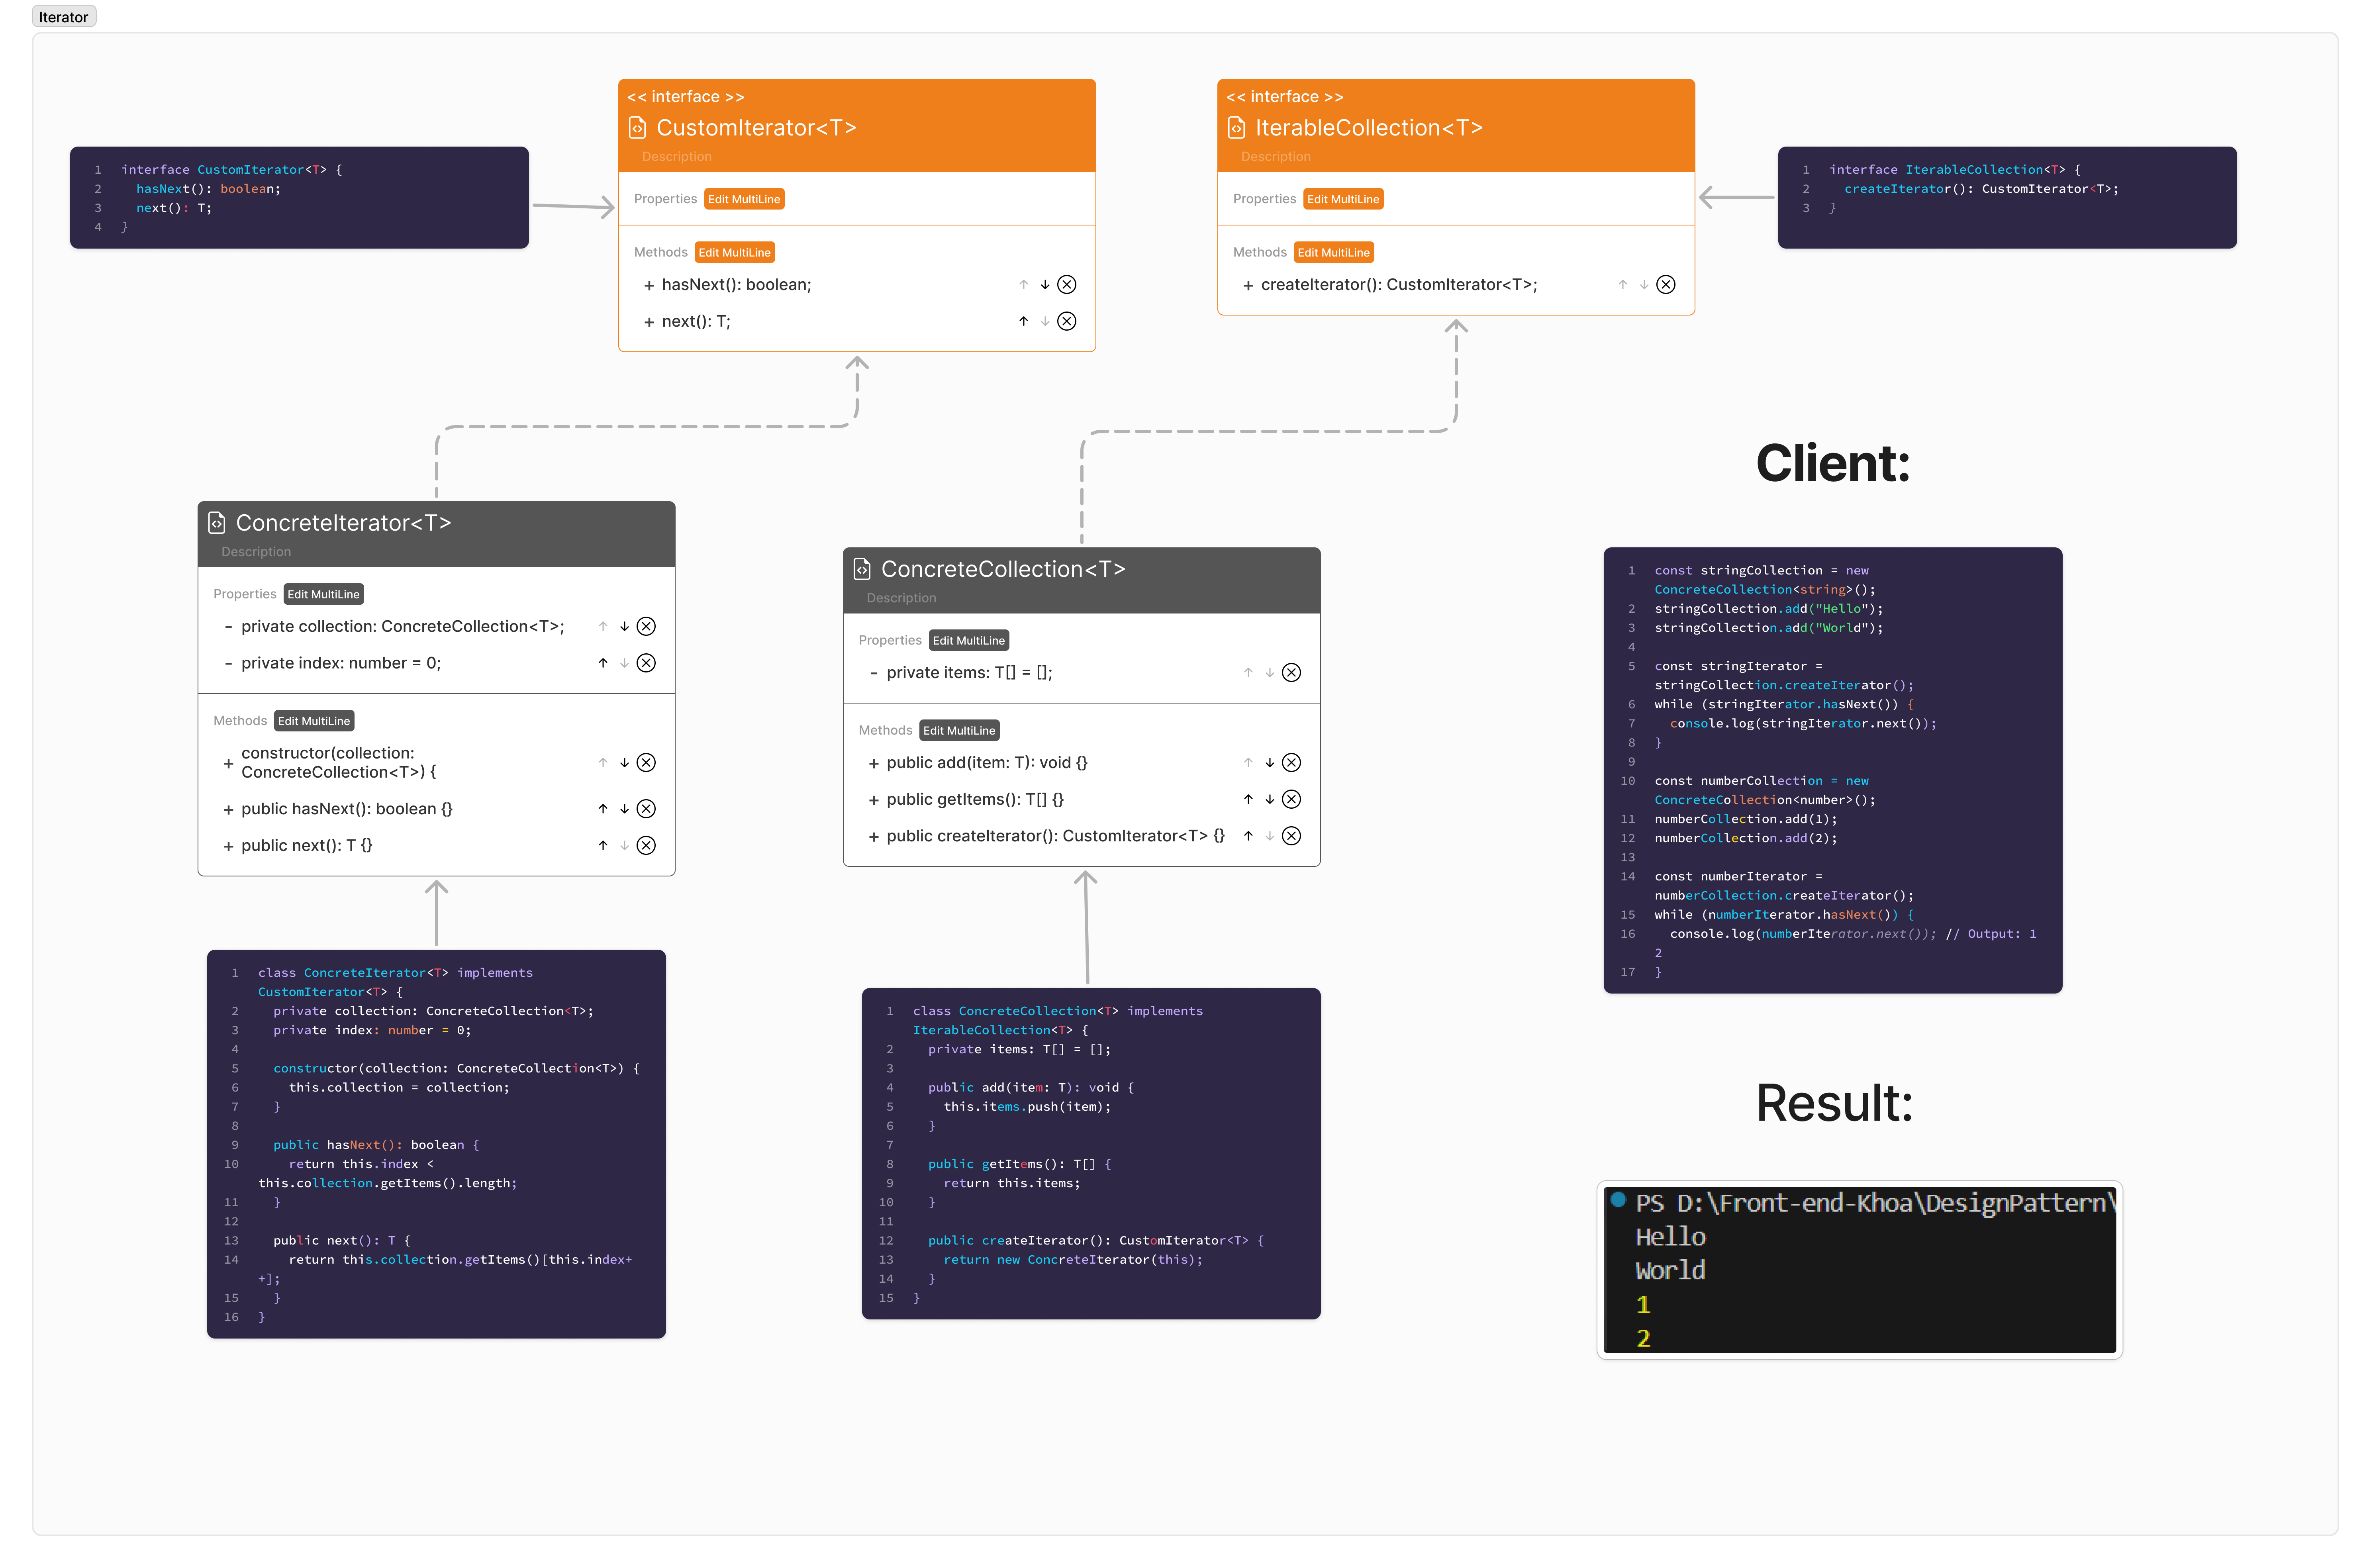 Iterator
<< interface >>
CustomIterator<T>
Description
Properties Edit MultiLine
Methods Edit MultiLine
+ hasNext(): boolean;
+ next(): T;
<< interface >>
IterableCollection<T>
Description
Properties Edit MultiLine
Methods Edit MultiLine
+ createIterator(): CustomIterator<T>;
1 interface CustomIterator<T> {
2 hasNext(): boolean;
3 next(): T;
4 }
1 interface IterableCollection<T> {
2 createIterator(): CustomIterator<T>;
3 }
ConcreteIterator<T>
Description
Properties Edit MultiLine
- private collection: ConcreteCollection<T>;
- private index: number = 0;
Methods Edit MultiLine
+ constructor(collection:
ConcreteCollection<T>) {
+ public hasNext(): boolean {}
+ public next(): T {}
ConcreteCollection<T>
Description
Properties Edit MultiLine
- private items: T[] = [];
Methods Edit MultiLine
+ public add(item: T): void {}
+ public getItems(): T[] {}
+ public createIterator(): CustomIterator<T> {}
1 class ConcreteIterator<T> implements
CustomIterator<T> {
2 private collection: ConcreteCollection<T>;
3 private index: number = 0;
4
5 constructor(collection: ConcreteCollection<T>) {
6 this.collection = collection;
7 }
8
9 public hasNext(): boolean {
10 return this.index <
this.collection.getItems().length;
11 }
12
13 public next(): T {
14 return this.collection.getItems()[this.index+
+];
15 }
16 }
1 class ConcreteCollection<T> implements
IterableCollection<T> {
2 private items: T[] = [];
3
4 public add(item: T): void {
5 this.items.push(item);
6 }
7
8 public getItems(): T[] {
9 return this.items;
10 }
11
12 public createIterator(): CustomIterator<T> {
13 return new ConcreteIterator(this);
14 }
15 }
Client:
1 const stringCollection = new
ConcreteCollection<string>();
2 stringCollection.add("Hello");
3 stringCollection.add("World");
4
5 const stringIterator =
stringCollection.createIterator();
6 while (stringIterator.hasNext()) {
7 console.log(stringIterator.next());
8 }
9
10 const numberCollection = new
ConcreteCollection<number>();
11 numberCollection.add(1);
12 numberCollection.add(2);
13
14 const numberIterator =
numberCollection.createIterator();
15 while (numberIterator.hasNext()) {
16 console.log(numberIterator.next()); // Output: 1
2
17 }
Result:
PS D:\Front-end-Khoa\DesignPattern\
Hello
World
1
2